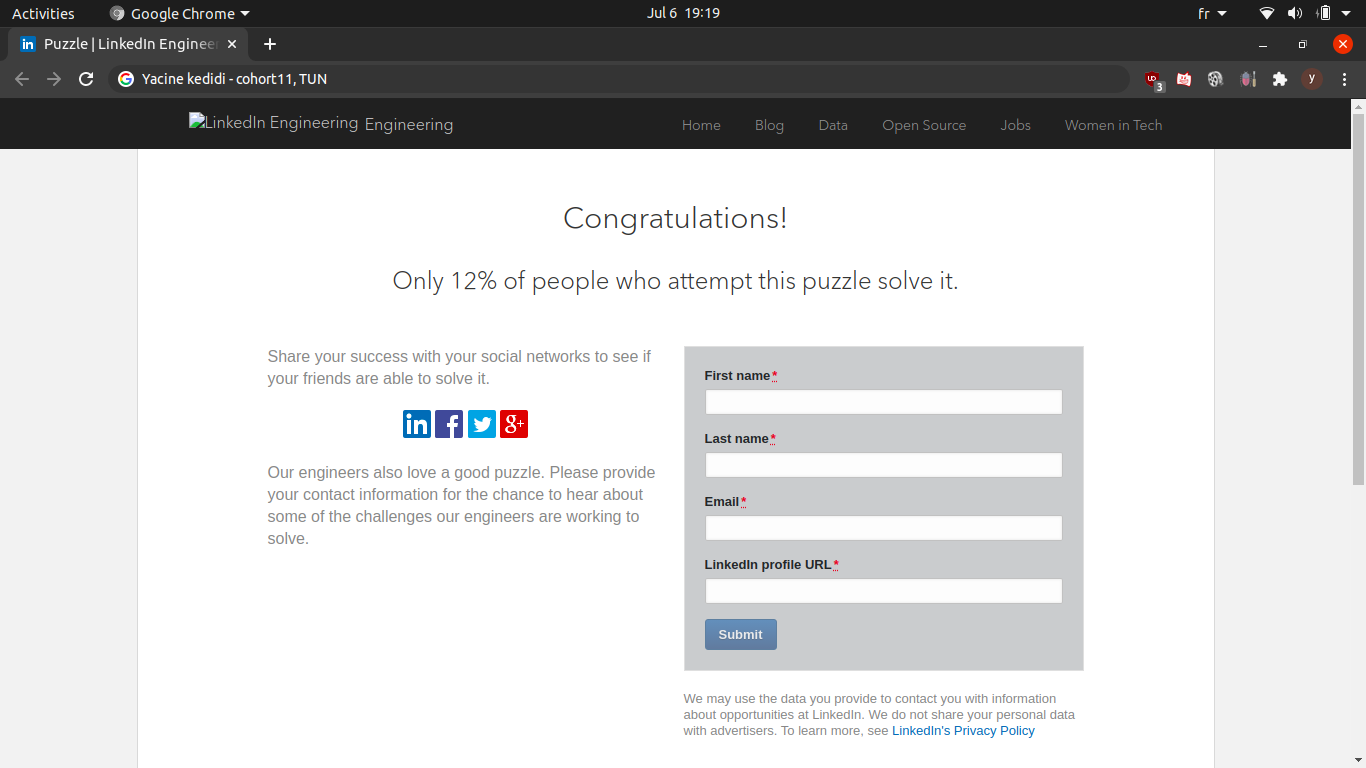 Activities Google Chrome Jul 6 19:19 fr
in Puzzle | LinkedIn Engineer
Yacine kedidi - cohort11, TUN 3 y
LinkedIn Engineering Engineering Home Blog Data Open Source Jobs Women in Tech
Congratulations!
Only 12% of people who attempt this puzzle solve it.
Share your success with your social networks to see if
your friends are able to solve it.
in f g+
Our engineers also love a good puzzle. Please provide
your contact information for the chance to hear about
some of the challenges our engineers are working to
solve.
First name*
Last name*
Email*
LinkedIn profile URL*
Submit
We may use the data you provide to contact you with information
about opportunities at LinkedIn. We do not share your personal data
with advertisers. To learn more, see LinkedIn's Privacy Policy